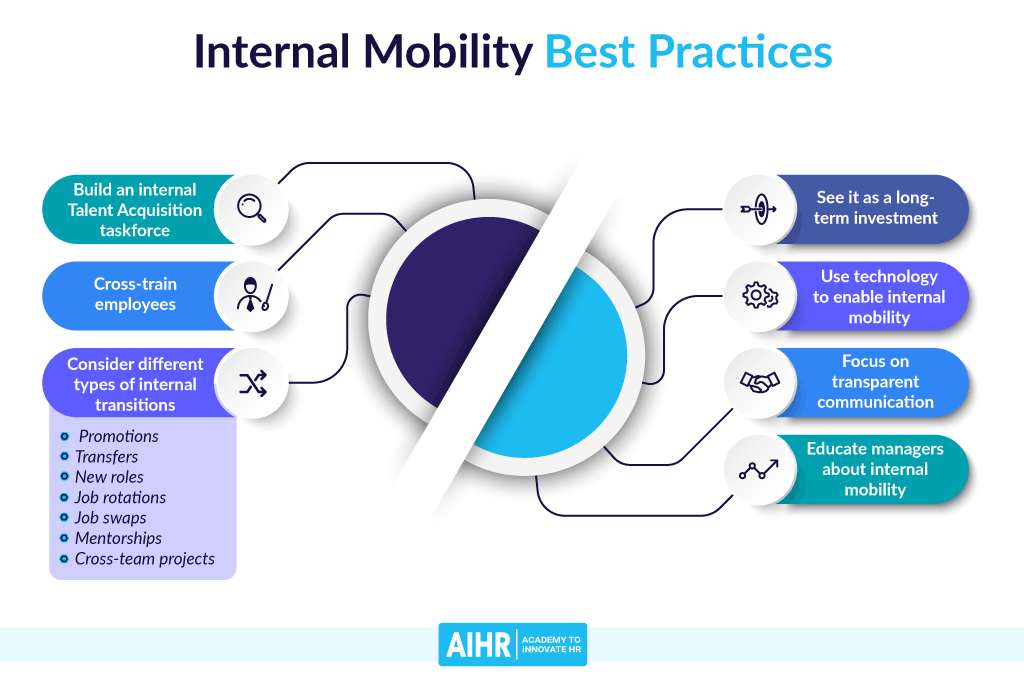 Internal Mobility Best Practices
Build an internal
Talent Acquisition
taskforce
Cross-train
employees
Consider different
types of internal
transitions
Promotions
Transfers
New roles
Job rotations
Job swaps
Mentorships
Cross-team projects
See it as a long-
term investment
Use technology
to enable internal
mobility
Focus on
transparent
communication
Educate managers
about internal
mobility
AIHR
ACADEMY TO
INNOVATE HR